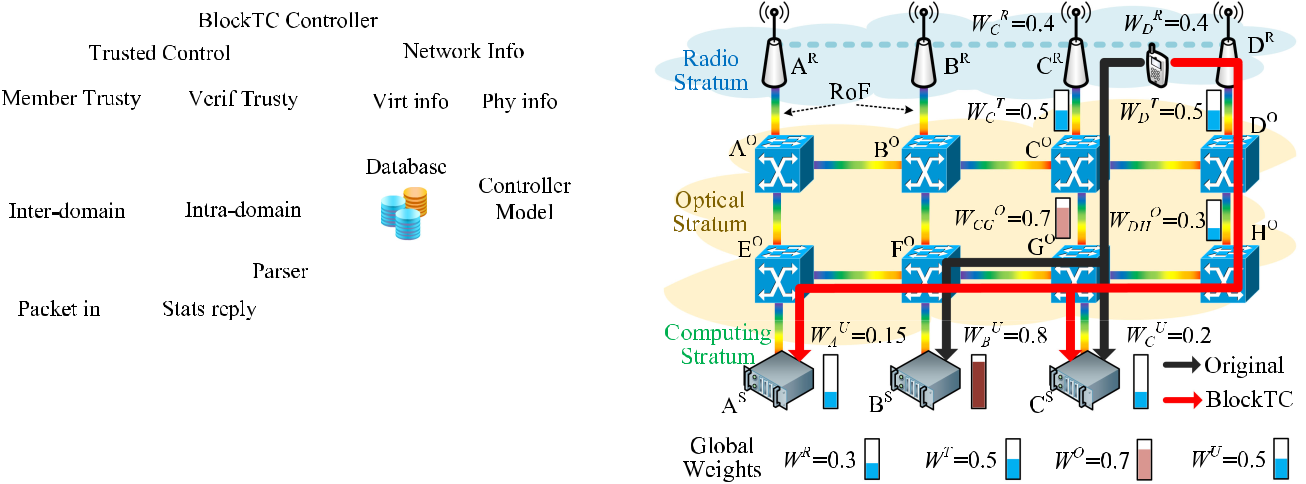 BlockTC Controller
Trusted Control
Network Info
Member Trusty
Verif Trusty
Virt info
Phy info
Database
Controller
Model
Inter-domain
Intra-domain
Parser
Packet in
Stats reply
W_C^R=0.4
W_D^R=0.4
Radio
Stratum
A^R
B^R
C^R
D^R
RoF
W_C^T=0.5
W_D^T=0.5
A^O
B^O
C^O
D^O
Optical
Stratum
W_CG^O=0.7
W_DH^O=0.3
E^O
F^O
G^O
H^O
Computing
Stratum
W_A^U=0.15
W_B^U=0.8
W_C^U=0.2
Original
BlockTC
A^S
B^S
C^S
Global
Weights
W^R=0.3
W^T=0.5
W^O=0.7
W^U=0.5